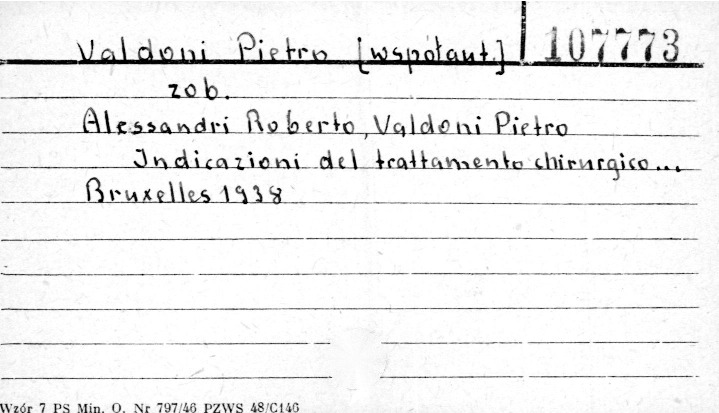 Valdoni Pietro [współaut.] 107773
zob.
Alessandri Roberto, Valdoni Pietro
Indicazioni del trattamento chirurgico...
Bruxelles 1938
Wzór 7 PS Min. O. Nr 797/46 PZWS 48/C146